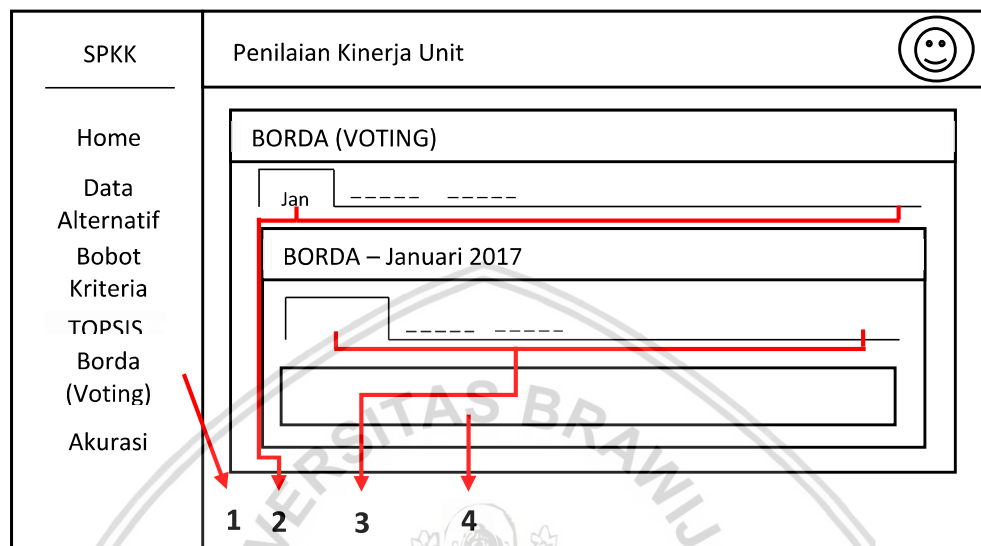 SPKK
Penilaian Kinerja Unit
Home
Data
Alternatif
Bobot
Kriteria
TOPSIS
Borda
(Voting)
Akurasi
BORDA (VOTING)
Jan
BORDA – Januari 2017
1 2 3 4
ERSITAS BRAWIJ